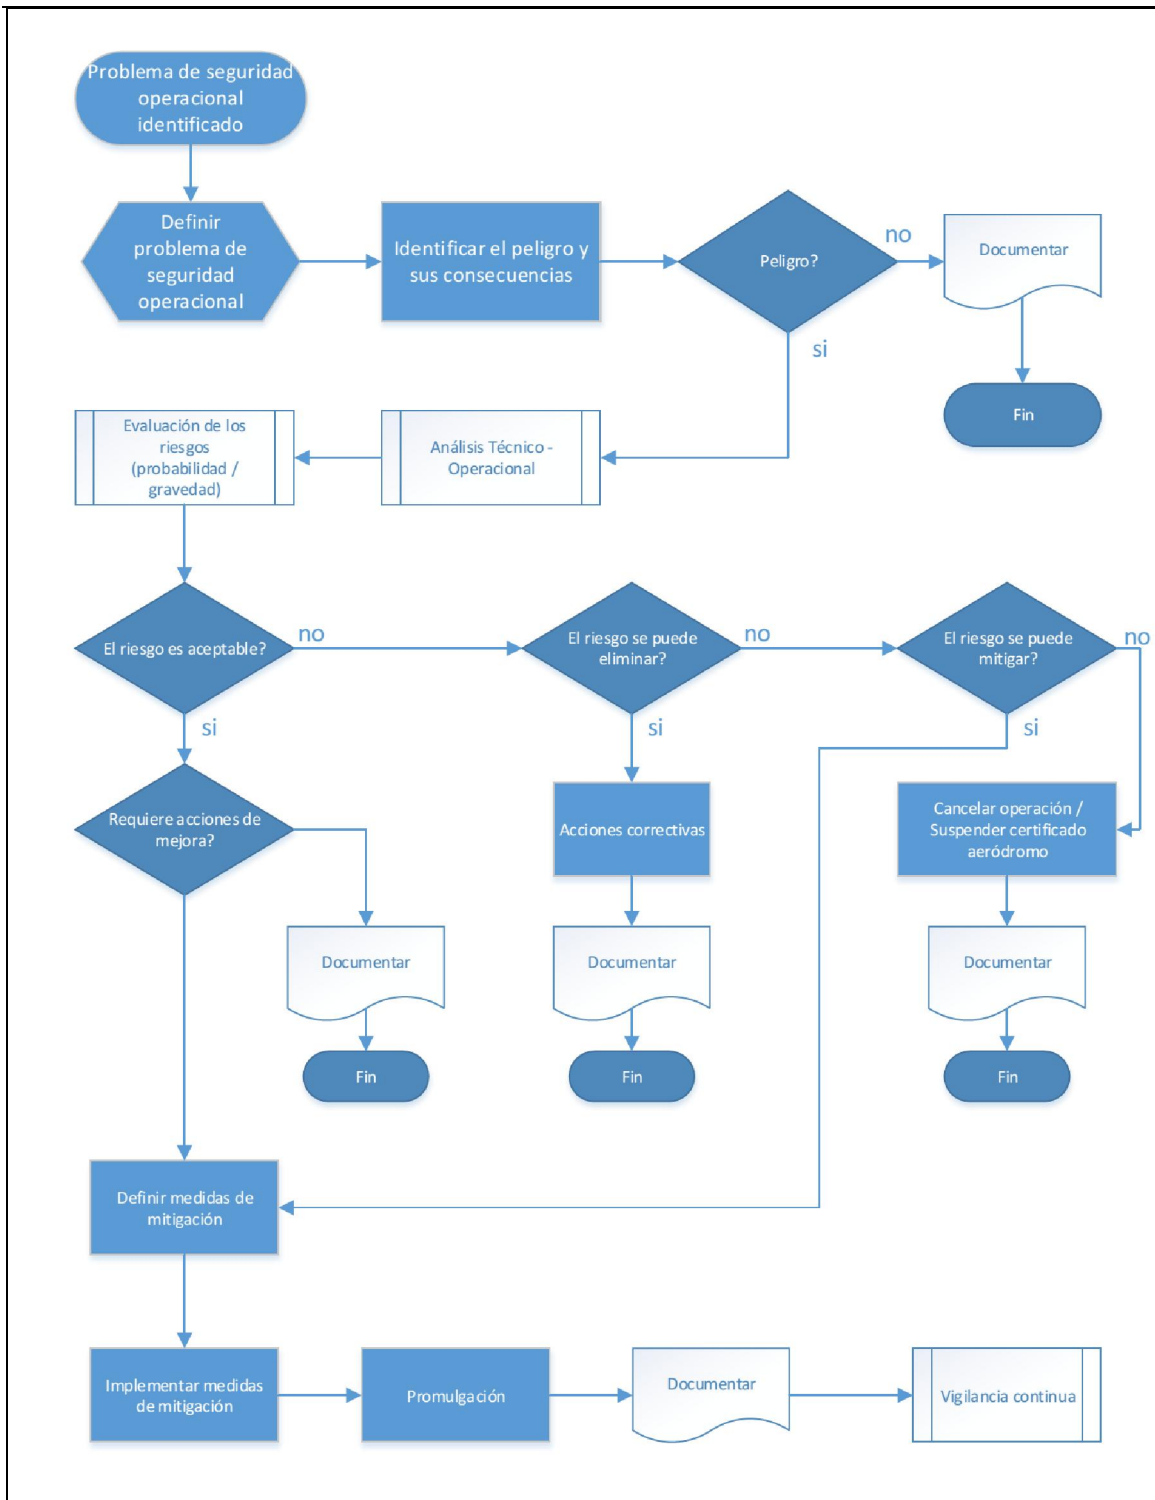 Problema de seguridad
operacional
identificado
Definir
problema de
seguridad
operacional
Identificar el peligro y
sus consecuencias
Peligro?
no
Documentar
si
Fin
Evaluación de los
riesgos
(probabilidad /
gravedad)
Análisis Técnico -
Operacional
El riesgo es aceptable?
no
El riesgo se puede
eliminar?
no
El riesgo se puede
mitigar?
no
si
si
si
Requiere acciones de
mejora?
Acciones correctivas
Cancelar operación /
Suspender certificado
aeródromo
Documentar
Documentar
Documentar
Fin
Fin
Fin
Definir medidas de
mitigación
Implementar medidas
de mitigación
Promulgación
Documentar
Vigilancia continua